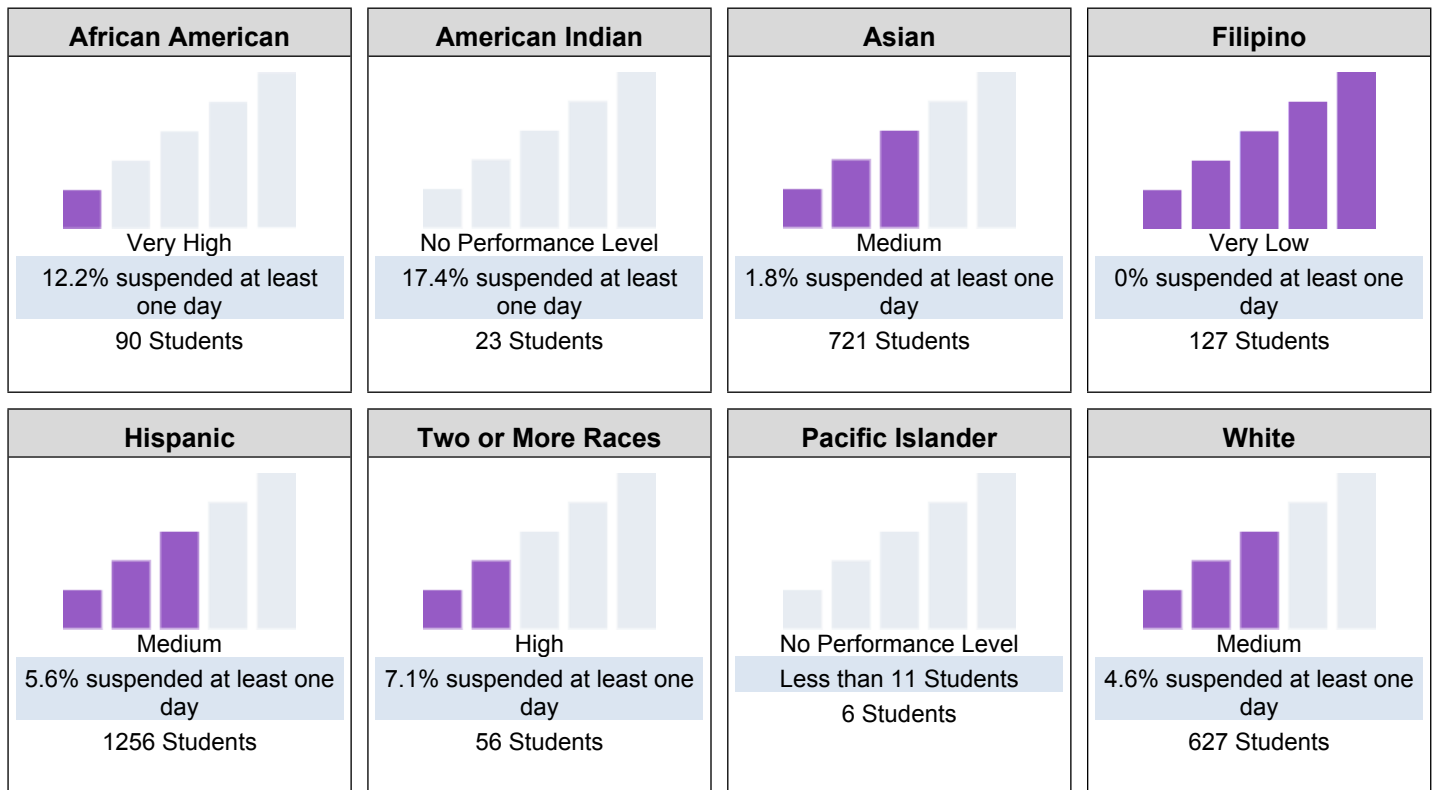 African American
Very High
12.2% suspended at least
one day
90 Students
American Indian
No Performance Level
17.4% suspended at least
one day
23 Students
Asian
Medium
1.8% suspended at least one
day
721 Students
Filipino
Very Low
0% suspended at least one
day
127 Students
Hispanic
Medium
5.6% suspended at least one
day
1256 Students
Two or More Races
High
7.1% suspended at least one
day
56 Students
Pacific Islander
No Performance Level
Less than 11 Students
6 Students
White
Medium
4.6% suspended at least one
day
627 Students